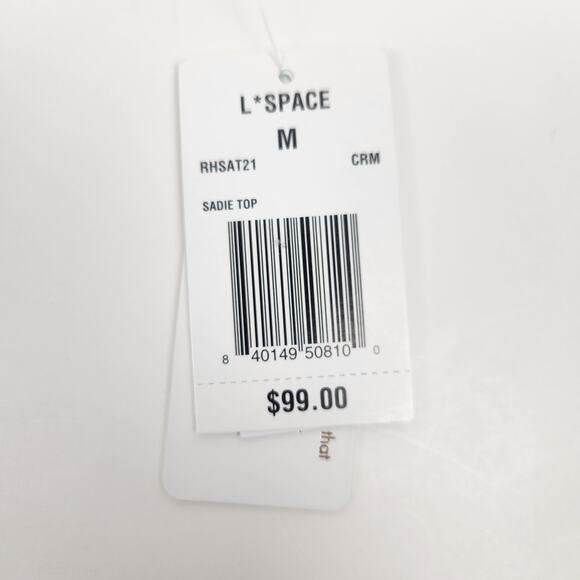 L*SPACE
M
RHSAT21 CRM
SADIE TOP
8 40149 50810 0
$99.00
that